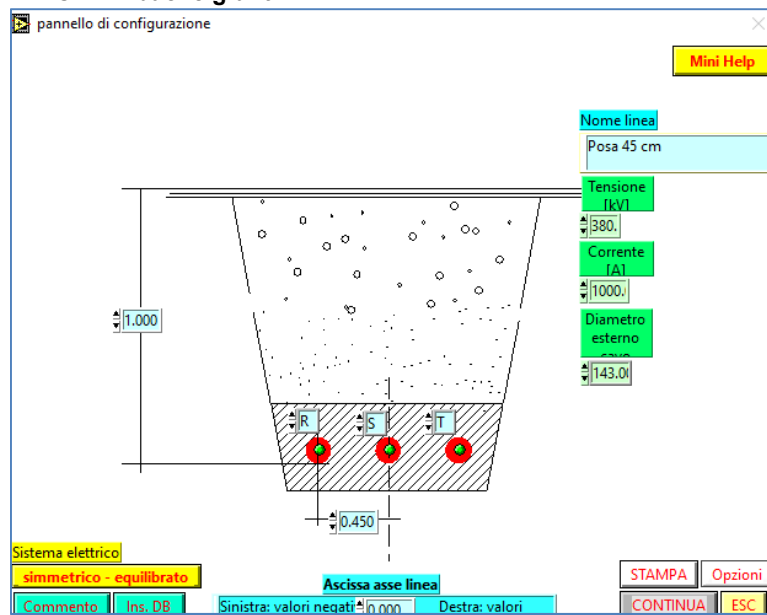 pannello di configurazione
Mini Help
Nome linea
Posa 45 cm
Tensione
[kV]
380.
Corrente
[A]
1000.
Diametro
esterno
143.0
1.000
R
S
T
0.450
Sistema elettrico
simmetrico - equilibrato
Ascissa asse linea
STAMPA
Opzioni
Commento
Ins. DB
Sinistra: valori negati
0.000
Destra: valori
CONTINUA
ESC